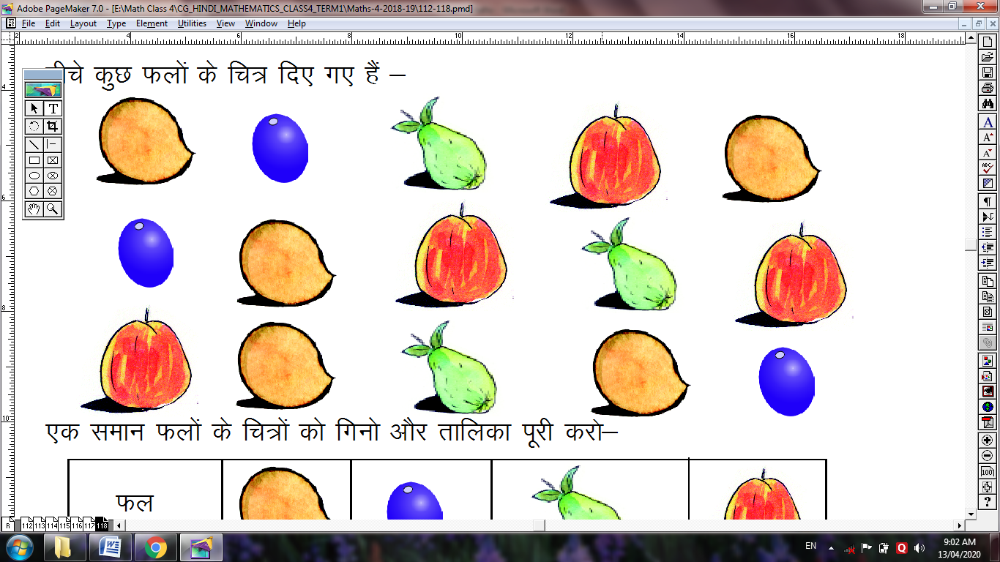 Adobe PageMaker 7.0 - [E:\Math Class 4\CG_HINDI_MATHEMATICS_CLASS4_TERM1\Maths-4-2018-19\112-118.pmd]
File Edit Layout Type Element Utilities View Window Help
2 4 6 8 10 12 14 16 18
नीचे कुछ फलों के चित्र दिए गए हैं –
4
T
6
8
10
एक समान फलों के चित्रों को गिनो और तालिका पूरी करो–
फल
A
A
A
ABC
100
?
R 112 113 114 115 116 117 118
EN
9:02 AM
13/04/2020